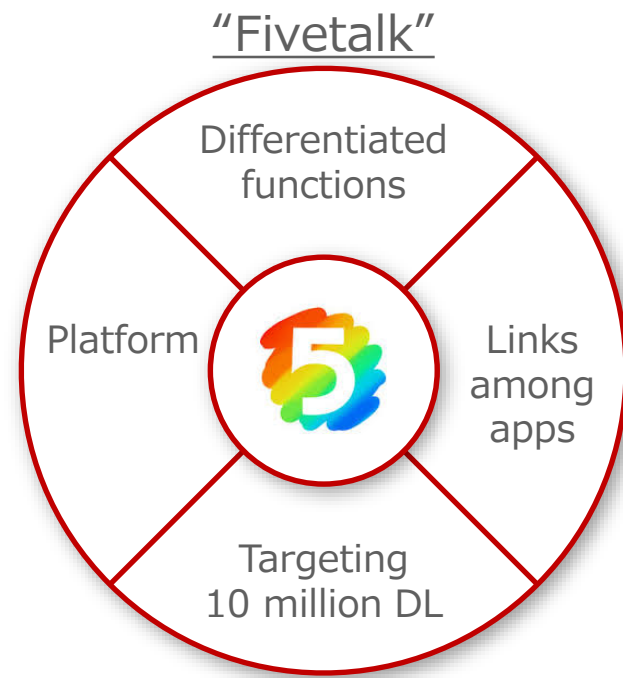 “Fivetalk”
Differentiated
functions
Platform
5
Links
among
apps
Targeting
10 million DL